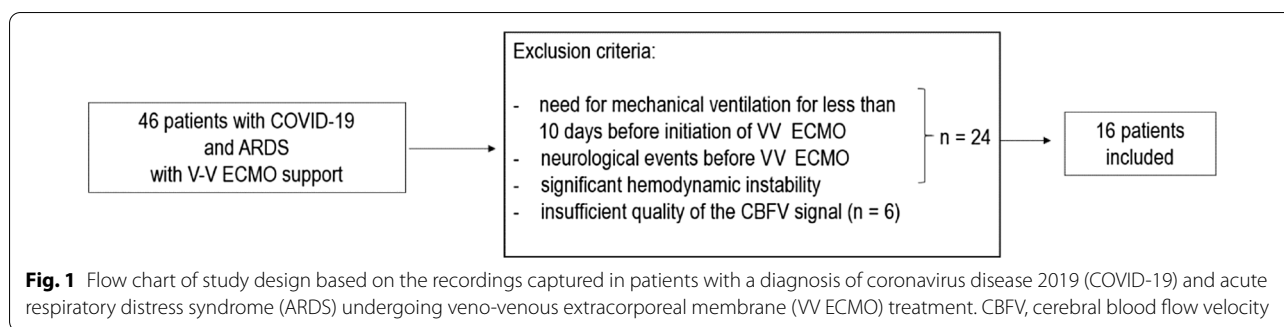 46 patients with COVID-19
and ARDS
with V-V ECMO support
Exclusion criteria:
- need for mechanical ventilation for less than
10 days before initiation of VV ECMO
- neurological events before VV ECMO
- significant hemodynamic instability
- insufficient quality of the CBFV signal (n = 6)
n = 24
16 patients
included
Fig. 1 Flow chart of study design based on the recordings captured in patients with a diagnosis of coronavirus disease 2019 (COVID-19) and acute
respiratory distress syndrome (ARDS) undergoing veno-venous extracorporeal membrane (VV ECMO) treatment. CBFV, cerebral blood flow velocity